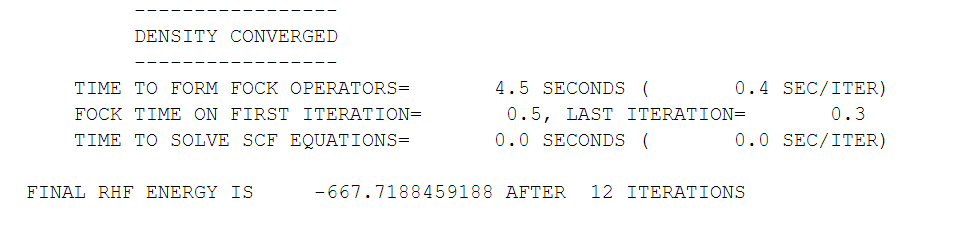 -----------------
DENSITY CONVERGED
-----------------
TIME TO FORM FOCK OPERATORS= 4.5 SECONDS ( 0.4 SEC/ITER)
FOCK TIME ON FIRST ITERATION= 0.5, LAST ITERATION= 0.3
TIME TO SOLVE SCF EQUATIONS= 0.0 SECONDS ( 0.0 SEC/ITER)
FINAL RHF ENERGY IS -667.7188459188 AFTER 12 ITERATIONS